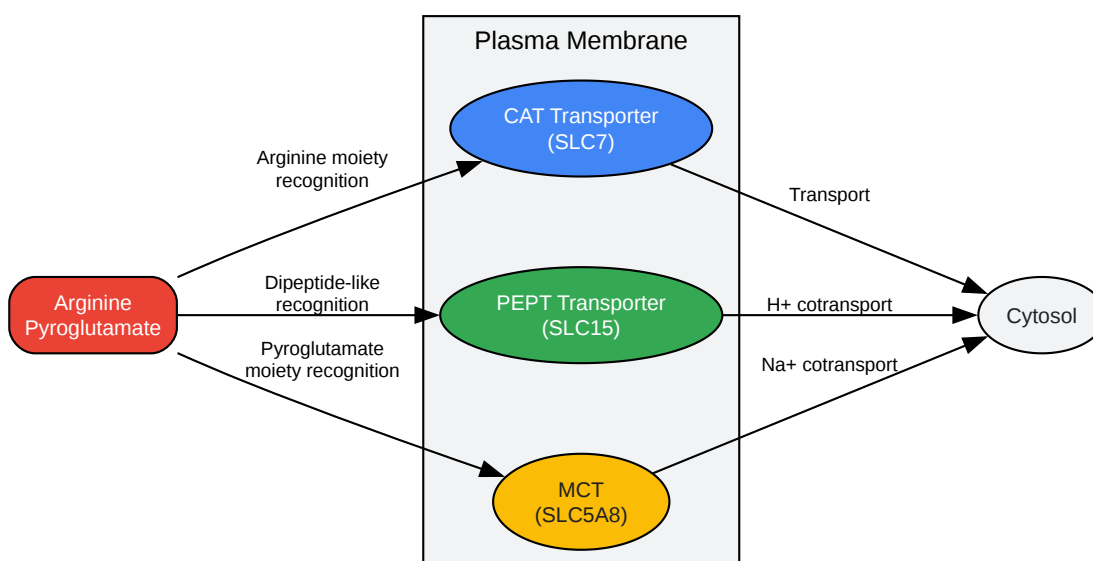 Plasma Membrane
CAT Transporter
(SLC7)
Arginine moiety
recognition
Transport
Dipeptide-like
recognition
PEPT Transporter
(SLC15)
H+ cotransport
Arginine
Pyroglutamate
Cytosol
Pyroglutamate
moiety recognition
Na+ cotransport
MCT
(SLC5A8)